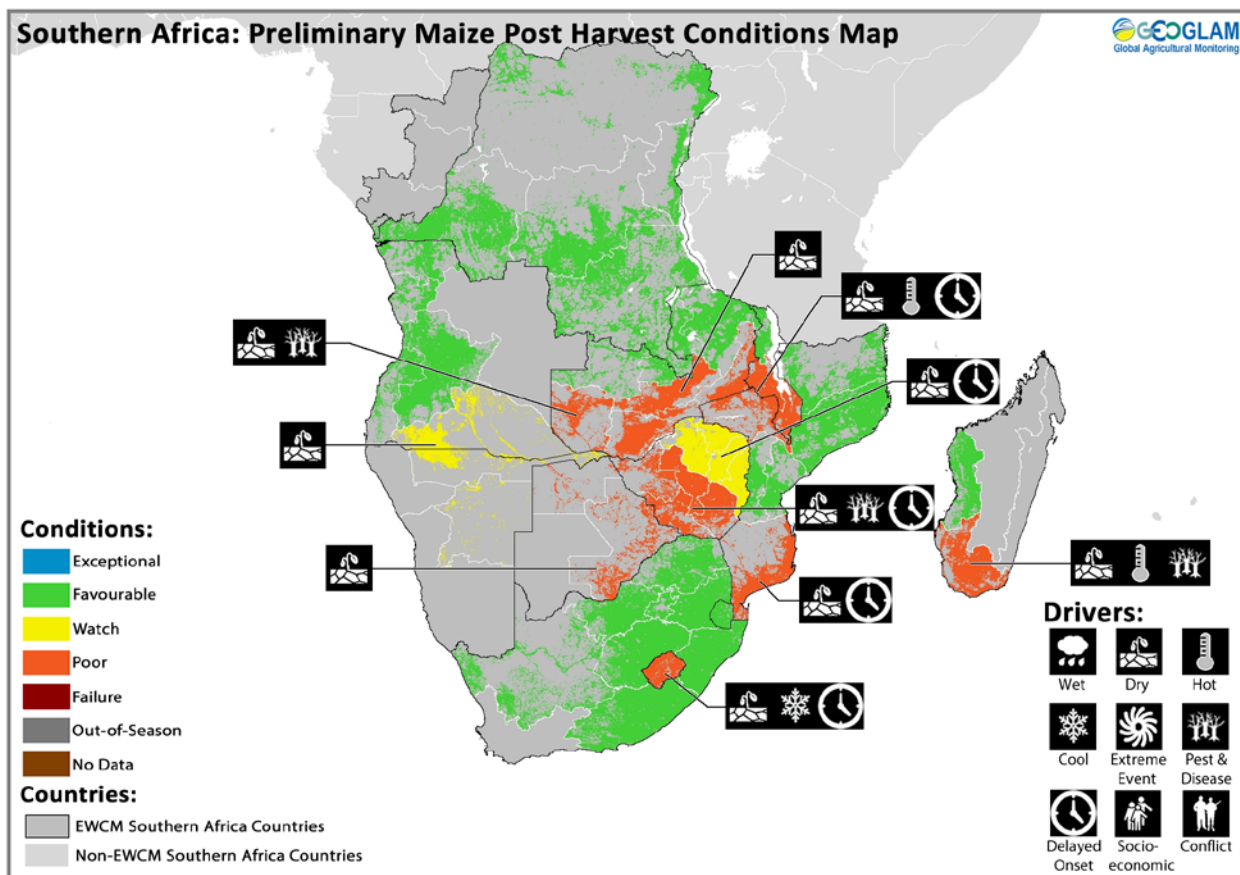 Southern Africa: Preliminary Maize Post Harvest Conditions Map
GEOGLAM
Global Agricultural Monitoring
Conditions:
Exceptional
Favourable
Watch
Poor
Failure
Out-of-Season
No Data
Countries:
EWCM Southern Africa Countries
Non-EWCM Southern Africa Countries
Drivers:
Wet
Dry
Hot
Cool
Extreme
Event
Pest &
Disease
Delayed
Onset
Socio-
economic
Conflict